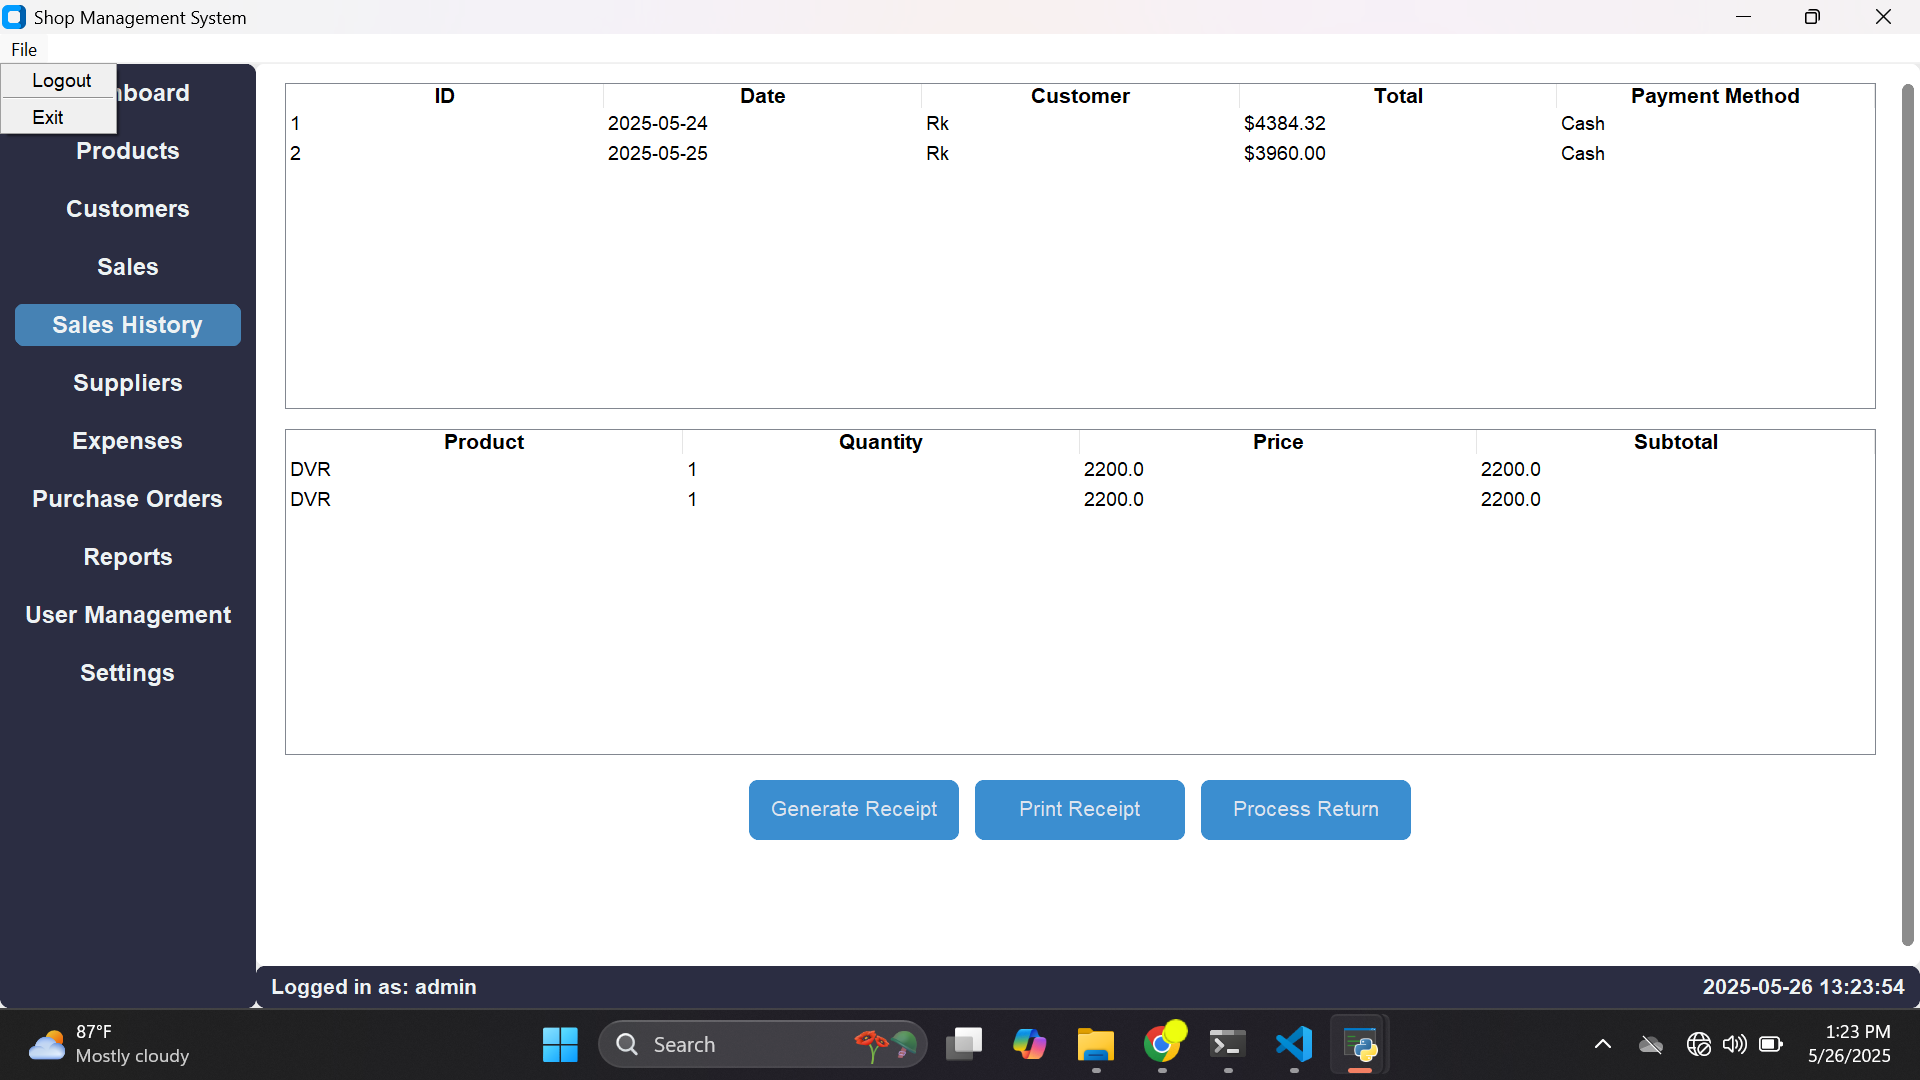 Shop Management System
File
Logout
Exit
hboard
Products
Customers
Sales
Sales History
Suppliers
Expenses
Purchase Orders
Reports
User Management
Settings
ID Date Customer Total Payment Method
1 2025-05-24 Rk $4384.32 Cash
2 2025-05-25 Rk $3960.00 Cash
Product Quantity Price Subtotal
DVR 1 2200.0 2200.0
DVR 1 2200.0 2200.0
Generate Receipt Print Receipt Process Return
Logged in as: admin 2025-05-26 13:23:54
87°F
Mostly cloudy
Search
1:23 PM
5/26/2025